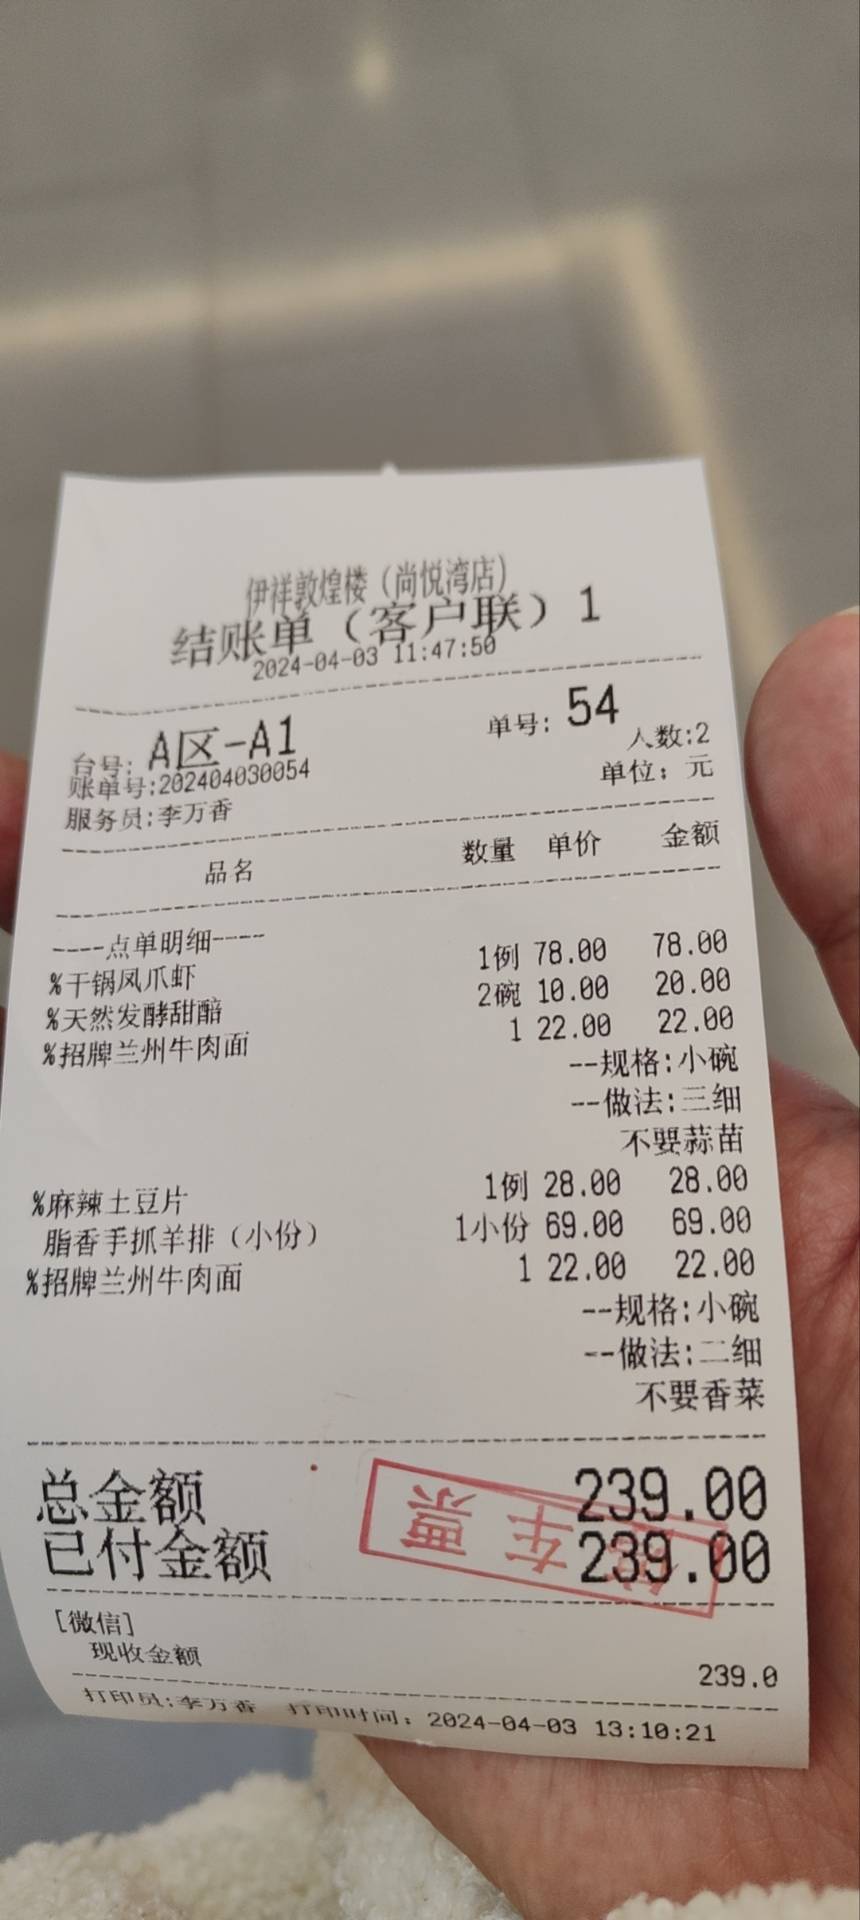 伊祥敦煌楼（尚悦湾店）
结账单（客户联）1
2024-04-03 11:47:50
台号: A区-A1 单号: 54
账单号:202404030054 人数:2
服务员:李万香 单位: 元
品名 数量 单价 金额
----点单明细----
%干锅凤爪虾 1例 78.00 78.00
%天然发酵甜醅 2碗 10.00 20.00
%招牌兰州牛肉面 1 22.00 22.00
--规格:小碗
--做法:三细
不要蒜苗
%麻辣土豆片 1例 28.00 28.00
脂香手抓羊排（小份） 1小份 69.00 69.00
%招牌兰州牛肉面 1 22.00 22.00
--规格:小碗
--做法:二细
不要香菜
总金额 239.00
已付金额 239.00
车票
[微信]
现收金额 239.0
打印员:李万香 打印时间: 2024-04-03 13:10:21